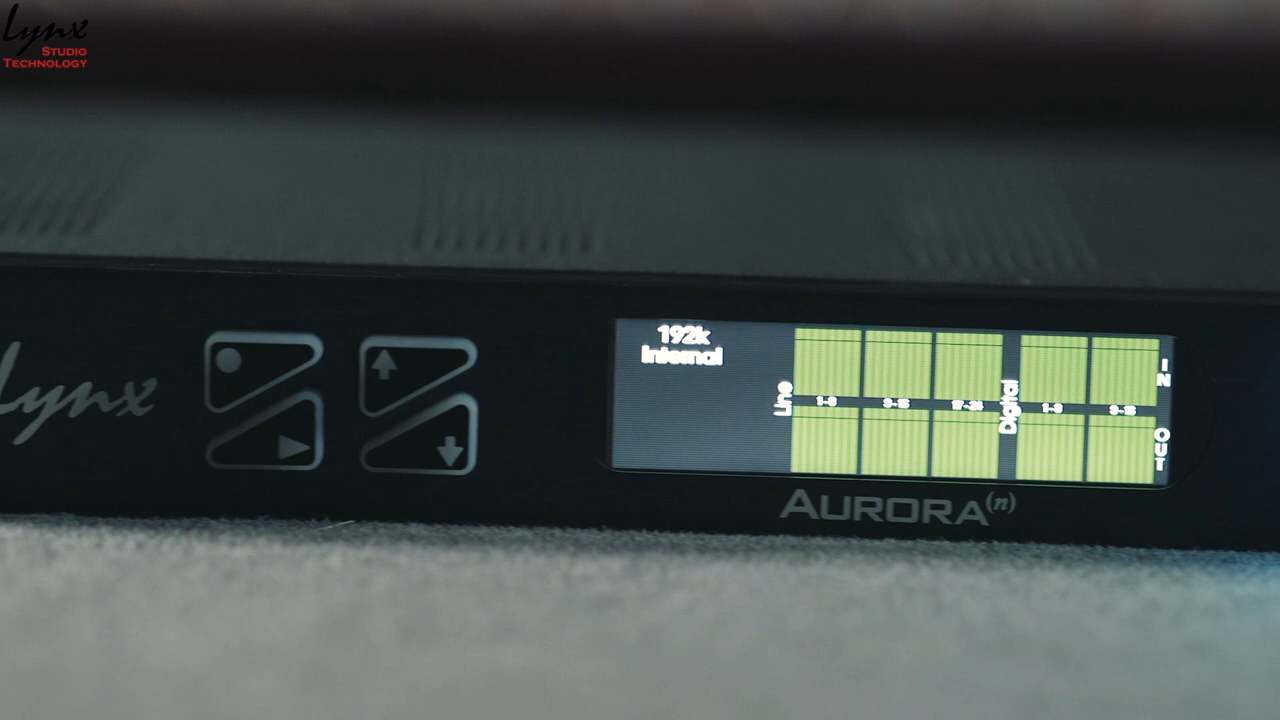 Lynx
STUDIO
TECHNOLOGY
Lynx
192k
Internal
Line
1-8
9-16
17-24
Digital
1-8
9-16
IN
OUT
AURORA(n)